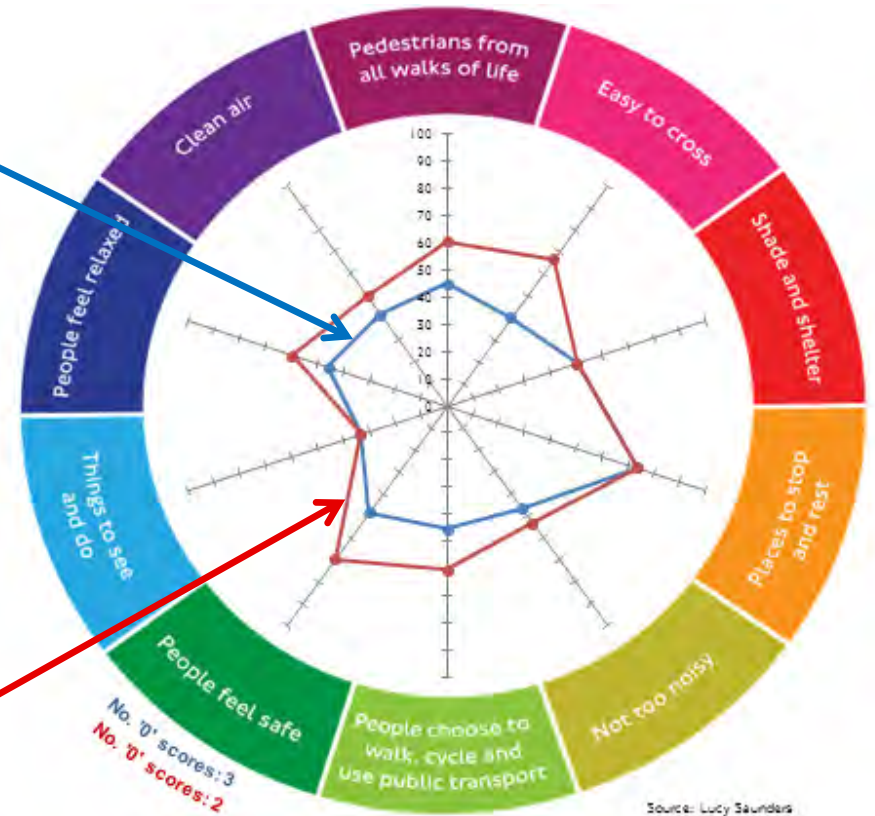 Pedestrians from
all walks of life
Easy to cross
Shade and shelter
Places to stop
and rest
Not too noisy
People choose to
walk, cycle and
use public transport
People feel safe
Things to see
and do
People feel relaxed
Clean air
100
90
80
70
60
50
40
30
20
10
0
No. '0' scores: 3
No. '0' scores: 2
Source: Lucy Saunders